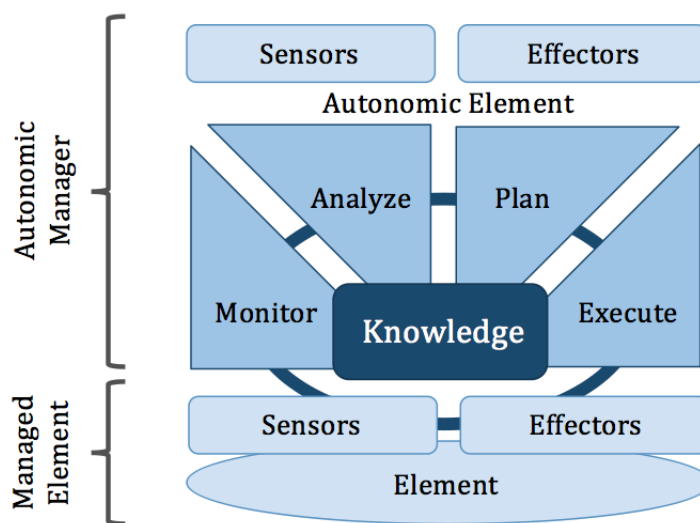 Sensors
Effectors
Autonomic Element
Autonomic
Manager
Analyze
Plan
Monitor
Knowledge
Execute
Managed
Element
Sensors
Effectors
Element